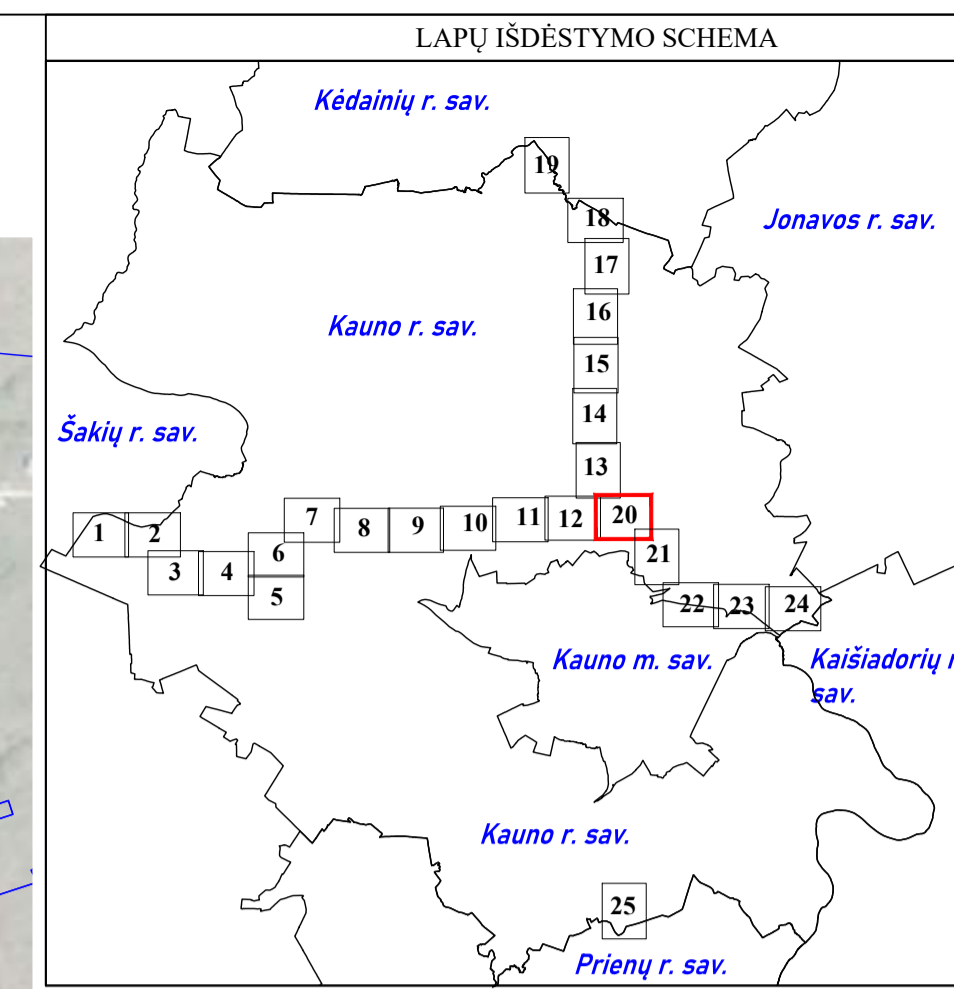 LAPŲ IŠDĖSTYMO SCHEMA
Kėdainių r. sav.
19
18
Jonavos r. sav.
17
16
Kauno r. sav.
15
14
Šakių r. sav.
13
7
8
9
10
11
12
20
1
2
6
21
3
4
5
22
23
24
Kauno m. sav.
Kaišiadorių
sav.
Kauno r. sav.
25
Prienų r. sav.